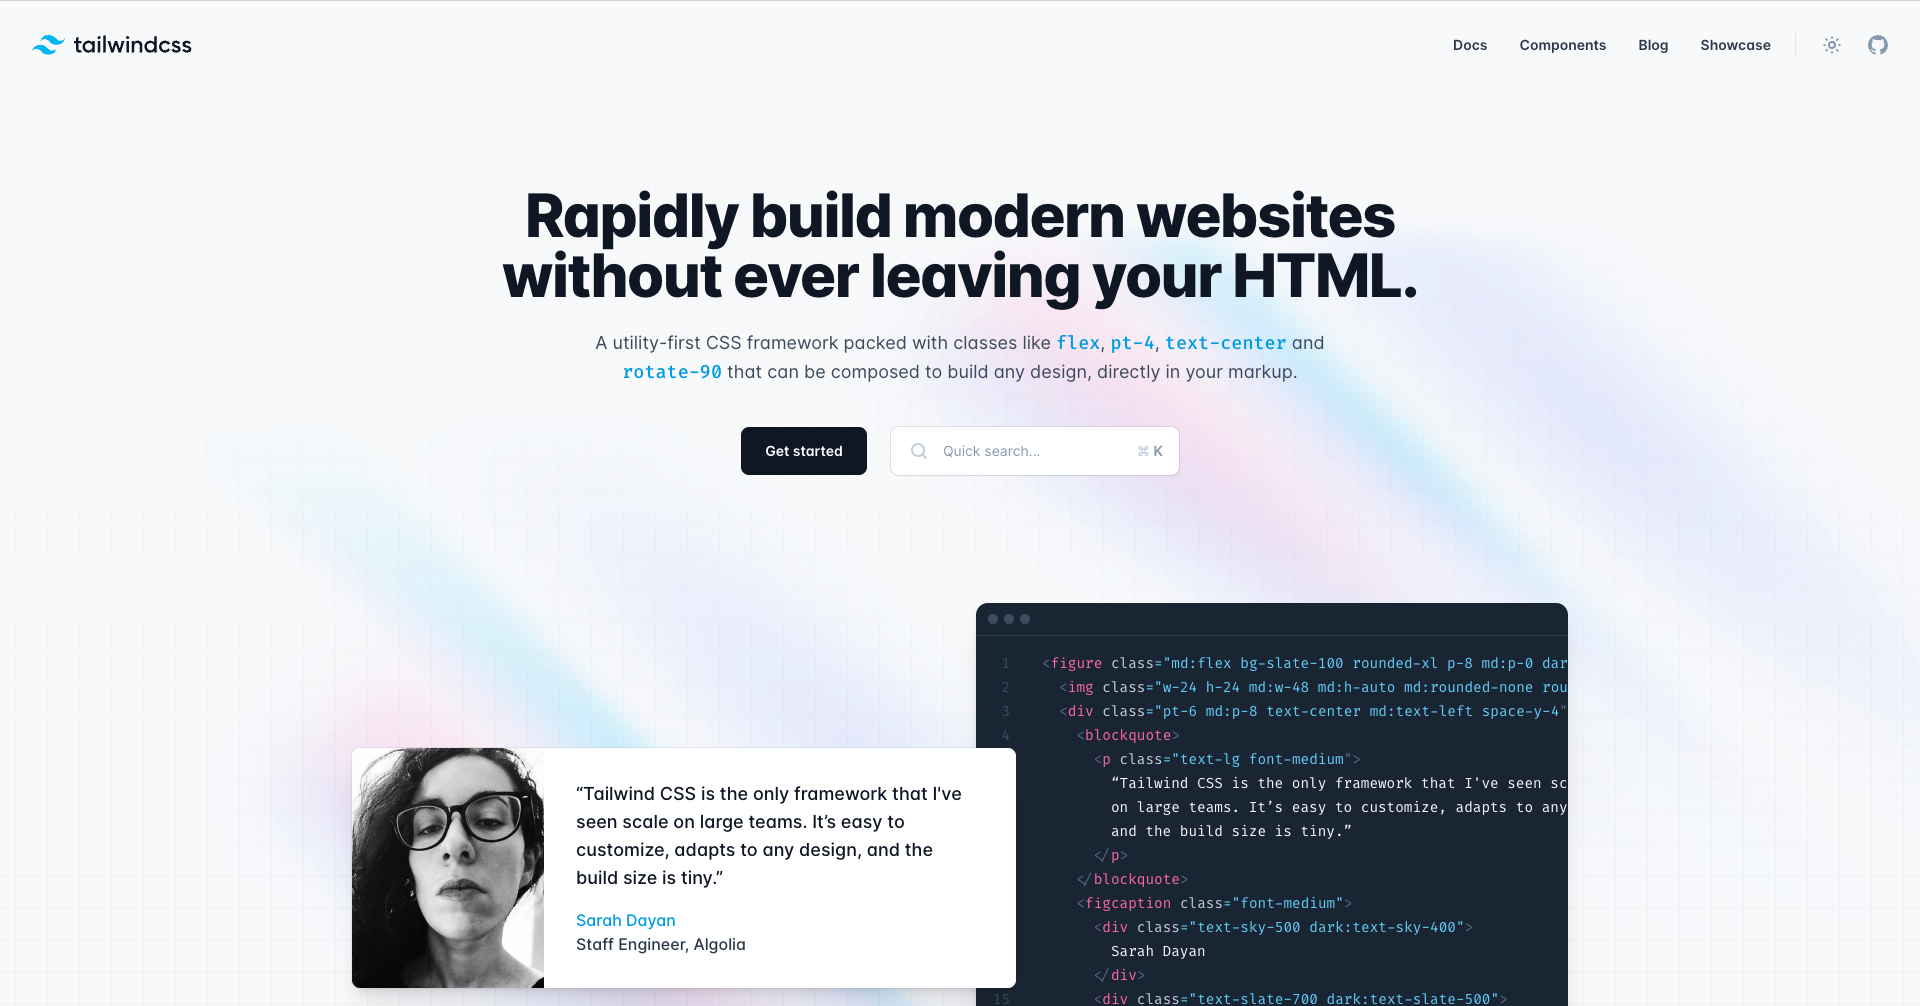 tailwindcss
Docs
Components
Blog
Showcase
Rapidly build modern websites
without ever leaving your HTML.
A utility-first CSS framework packed with classes like flex, pt-4, text-center and
rotate-90 that can be composed to build any design, directly in your markup.
Get started
Quick search...
⌘ K
“Tailwind CSS is the only framework that I've
seen scale on large teams. It’s easy to
customize, adapts to any design, and the
build size is tiny.”
Sarah Dayan
Staff Engineer, Algolia
1 <figure class="md:flex bg-slate-100 rounded-xl p-8 md:p-0 dar
2 <img class="w-24 h-24 md:w-48 md:h-auto md:rounded-none rou
3 <div class="pt-6 md:p-8 text-center md:text-left space-y-4"
4 <blockquote>
<p class="text-lg font-medium">
“Tailwind CSS is the only framework that I've seen sc
on large teams. It’s easy to customize, adapts to any
and the build size is tiny.”
</p>
</blockquote>
<figcaption class="font-medium">
<div class="text-sky-500 dark:text-sky-400">
Sarah Dayan
</div>
15 <div class="text-slate-700 dark:text-slate-500">